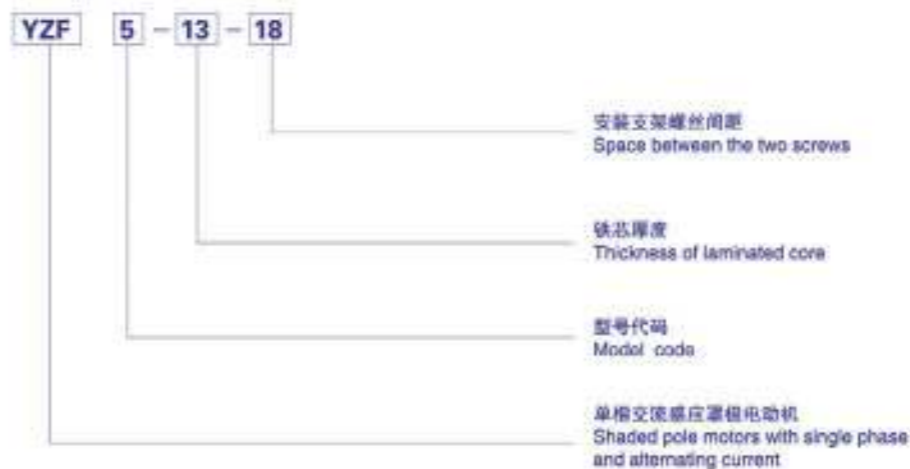 YZF 5 - 13 - 18
安装支架螺丝间距
Space between the two screws
铁芯厚度
Thickness of laminated core
型号代码
Model code
单相交流感应罩极电动机
Shaded pole motors with single phase
and alternating current